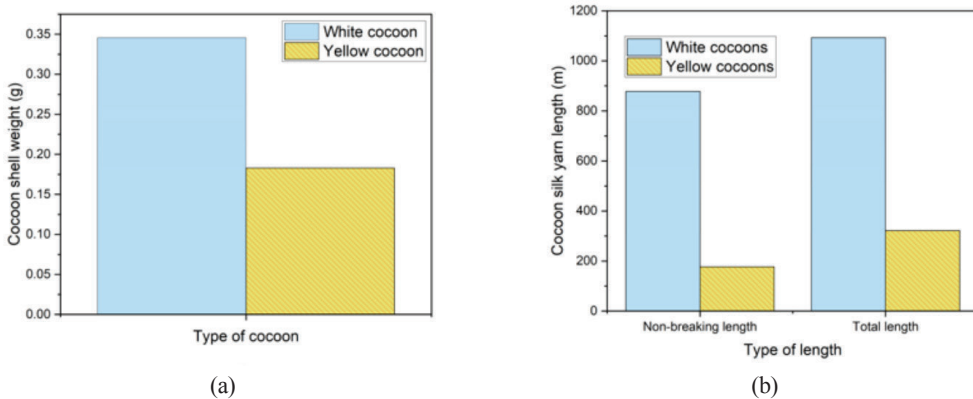 White cocoon
Yellow cocoon
0.35
0.30
0.25
0.20
0.15
0.10
0.05
0.00
Cocoon shell weight (g)
Type of cocoon
(a)
White cocoons
Yellow cocoons
1200
1000
800
600
400
200
0
Cocoon silk yarn length (m)
Non-breaking length
Total length
Type of length
(b)